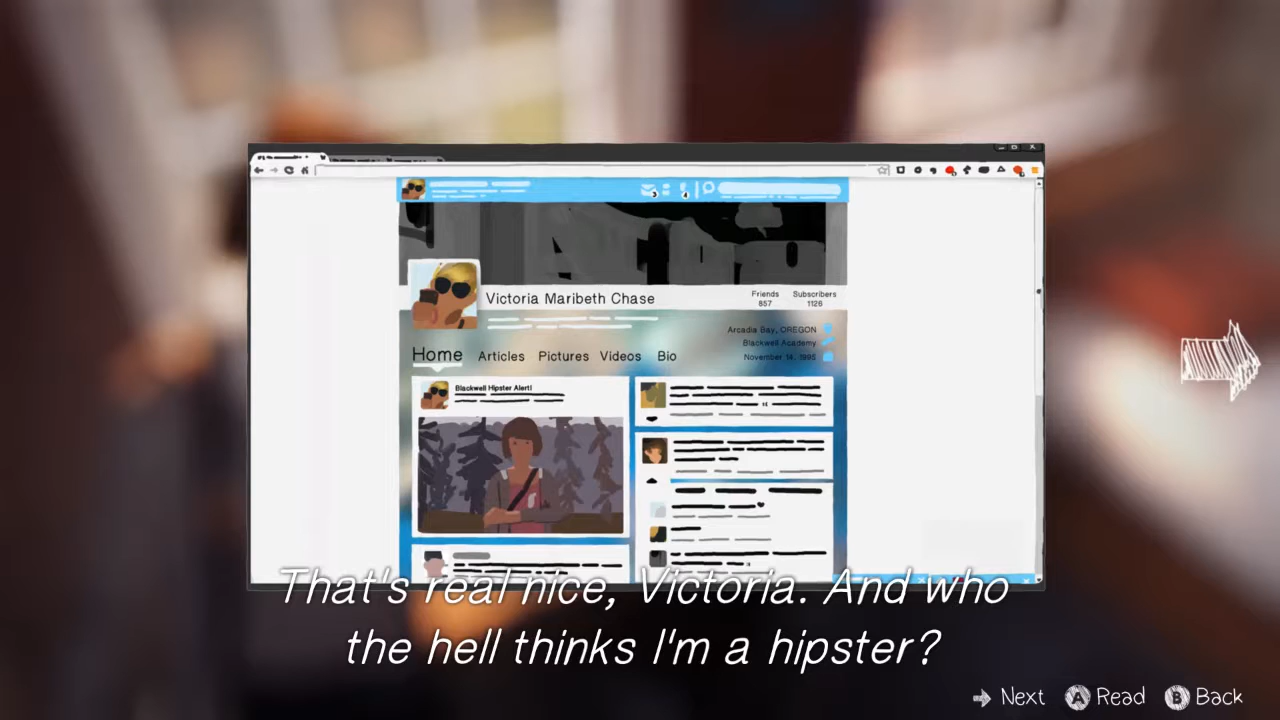 Victoria Maribeth Chase
Friends
857
Subscribers
1126
Arcadia Bay, OREGON
Blackwell Academy
November 14, 1995
Home Articles Pictures Videos Bio
Blackwell Hipster Alert!
That's real nice, Victoria. And who
the hell thinks I'm a hipster?
Next A Read B Back